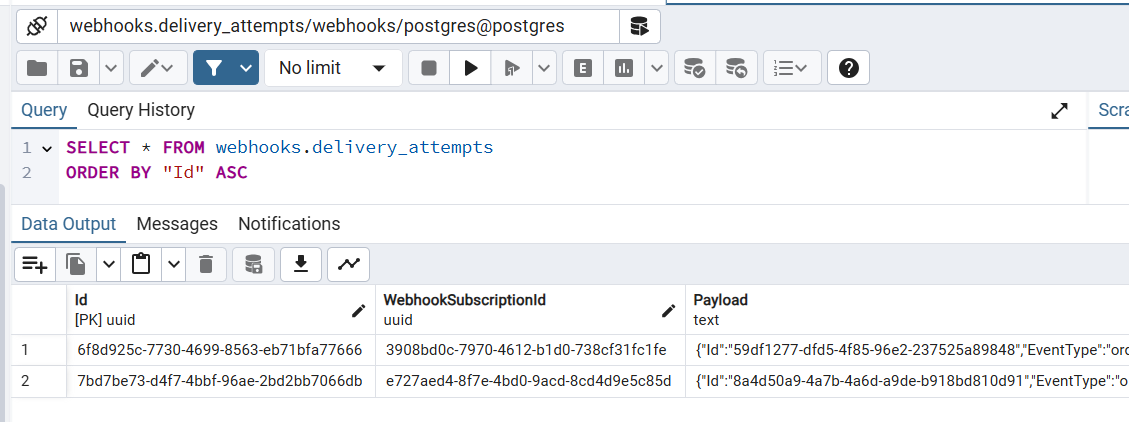 webhooks.delivery_attempts/webhooks/postgres@postgres
No limit
E
Query Query History
Scra
1 SELECT * FROM webhooks.delivery_attempts
2 ORDER BY "Id" ASC
Data Output Messages Notifications
Id WebhookSubscriptionId Payload
[PK] uuid uuid text
1 6f8d925c-7730-4699-8563-eb71bfa77666 3908bd0c-7970-4612-b1d0-738cf31fc1fe {"Id":"59df1277-dfd5-4f85-96e2-237525a89848","EventType":"ord
2 7bd7be73-d4f7-4bbf-96ae-2bd2bb7066db e727aed4-8f7e-4bd0-9acd-8cd4d9e5c85d {"Id":"8a4d50a9-4a7b-4a6d-a9de-b918bd810d91","EventType":"o